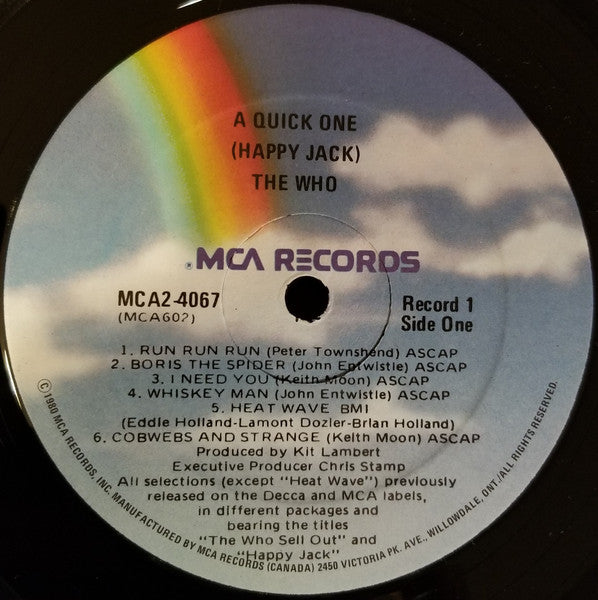 A QUICK ONE
(HAPPY JACK)
THE WHO
MCA RECORDS
MCA2-4067
(MCA602)
Record 1
Side One
1. RUN RUN RUN (Peter Townshend) ASCAP
2. BORIS THE SPIDER (John Entwistle) ASCAP
3. I NEED YOU (Keith Moon) ASCAP
4. WHISKEY MAN (John Entwistle) ASCAP
5. HEAT WAVE BMI
(Eddie Holland-Lamont Dozier-Brian Holland)
6. COBWEBS AND STRANGE (Keith Moon) ASCAP
Produced by Kit Lambert
Executive Producer Chris Stamp
All selections (except "Heat Wave") previously
released on the Decca and MCA labels,
in different packages and
bearing the titles
"The Who Sell Out" and
"Happy Jack"
©1980 MCA RECORDS, INC. MANUFACTURED BY MCA RECORDS (CANADA) 2450 VICTORIA PK. AVE., WILLOWDALE, ONT./ALL RIGHTS RESERVED.